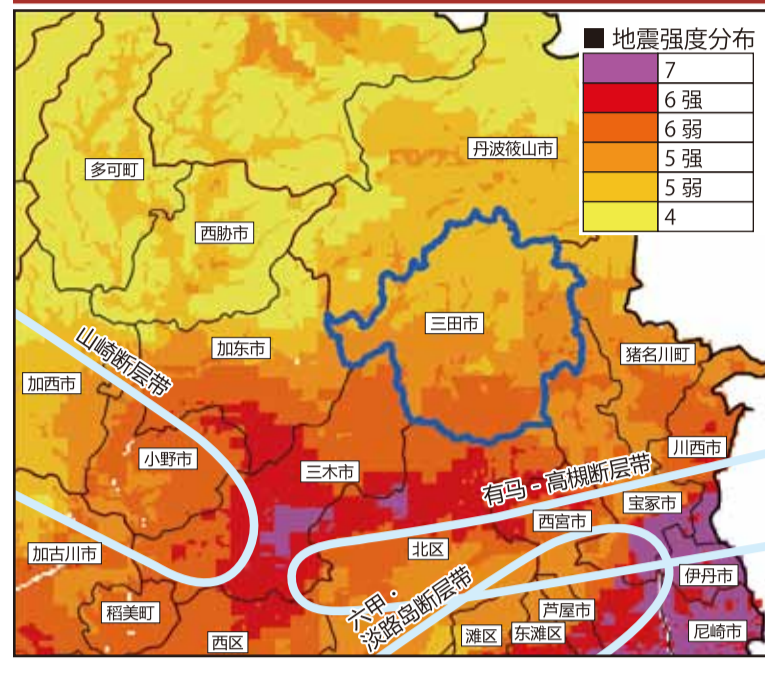 ■ 地震强度分布
7
6 强
6 弱
5 强
5 弱
4
丹波筱山市
多可町
西胁市
三田市
加东市
山崎断层带
猪名川町
加西市
川西市
小野市
三木市
有马 - 高槻断层带
宝冢市
西宫市
加古川市
北区
伊丹市
六甲・
淡路岛断层带
稻美町
芦屋市
西区
滩区
东滩区
尼崎市